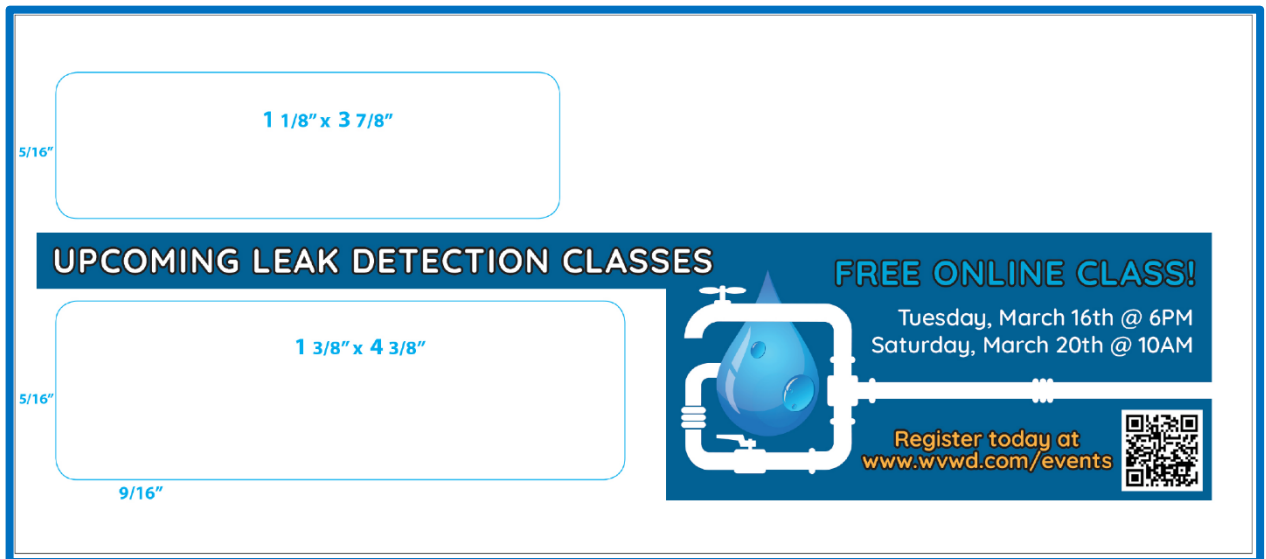 1 1/8” x 3 7/8”
5/16”
UPCOMING LEAK DETECTION CLASSES
FREE ONLINE CLASS!
Tuesday, March 16th @ 6PM
Saturday, March 20th @ 10AM
1 3/8” x 4 3/8”
5/16”
9/16”
Register today at
www.wvwd.com/events